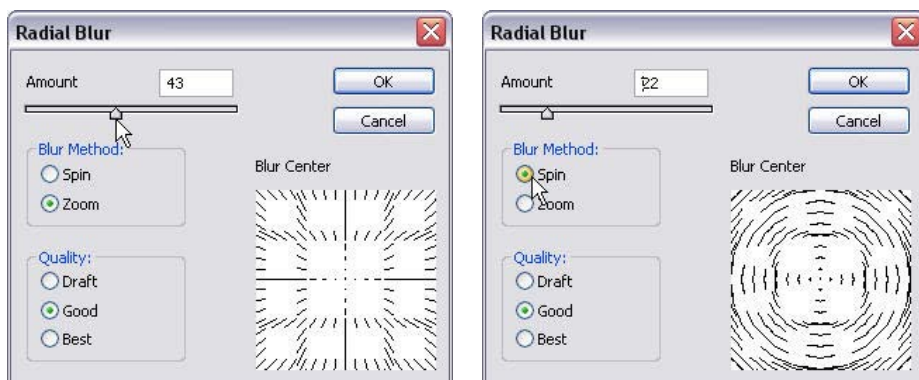 Radial Blur
Amount 43 OK
Cancel
Blur Method:
Spin
Zoom
Blur Center
Quality:
Draft
Good
Best
Radial Blur
Amount 22 OK
Cancel
Blur Method:
Spin
Zoom
Blur Center
Quality:
Draft
Good
Best